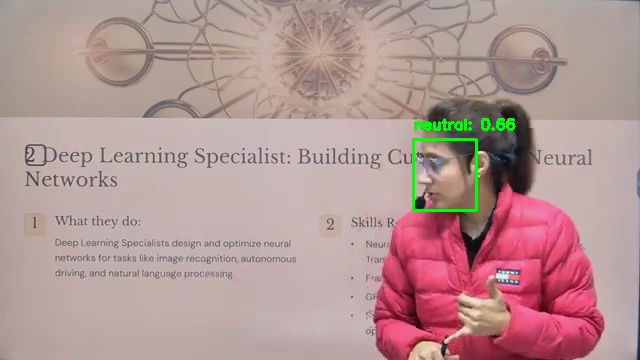 neutral: 0.66
2 Deep Learning Specialist: Building Cu Neural
Networks
1 What they do:
Deep Learning Specialists design and optimize neural
networks for tasks like image recognition, autonomous
driving, and natural language processing.
2 Skills R
TOMMY